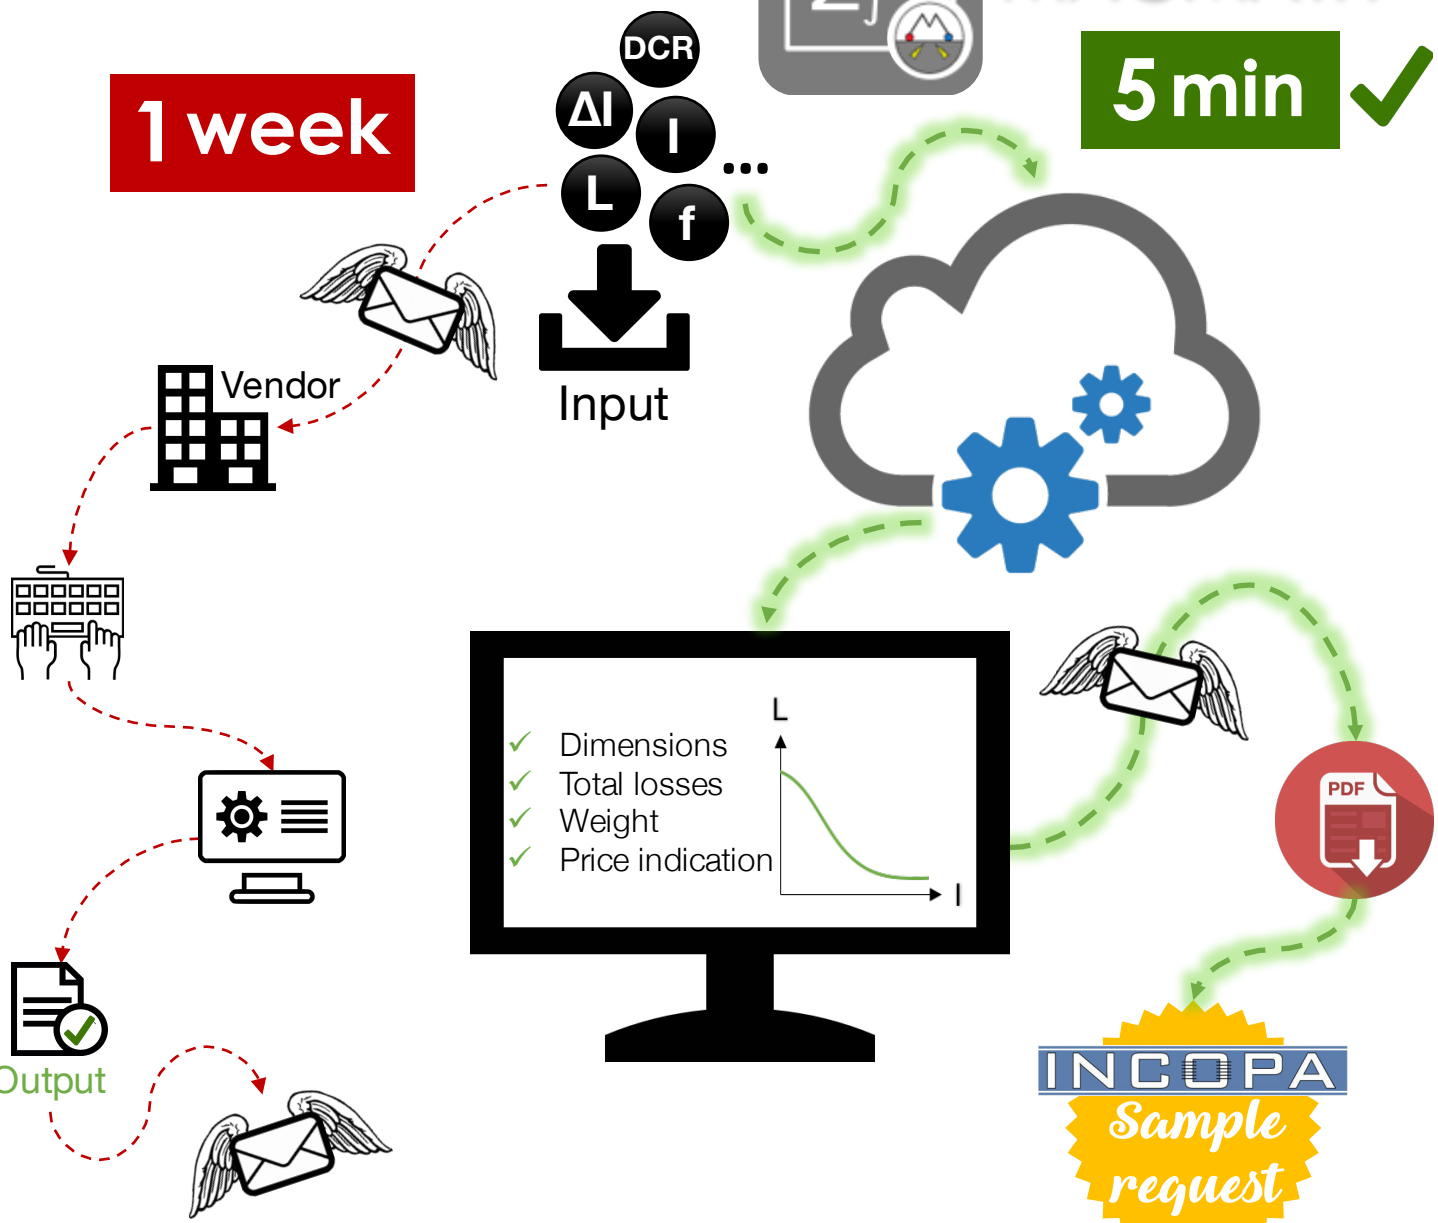 DCR
ΔI
I
L
f
...
1 week
5 min
Input
Vendor
Output
L
Dimensions
Total losses
Weight
Price indication
I
PDF
INCOPA
Sample
request